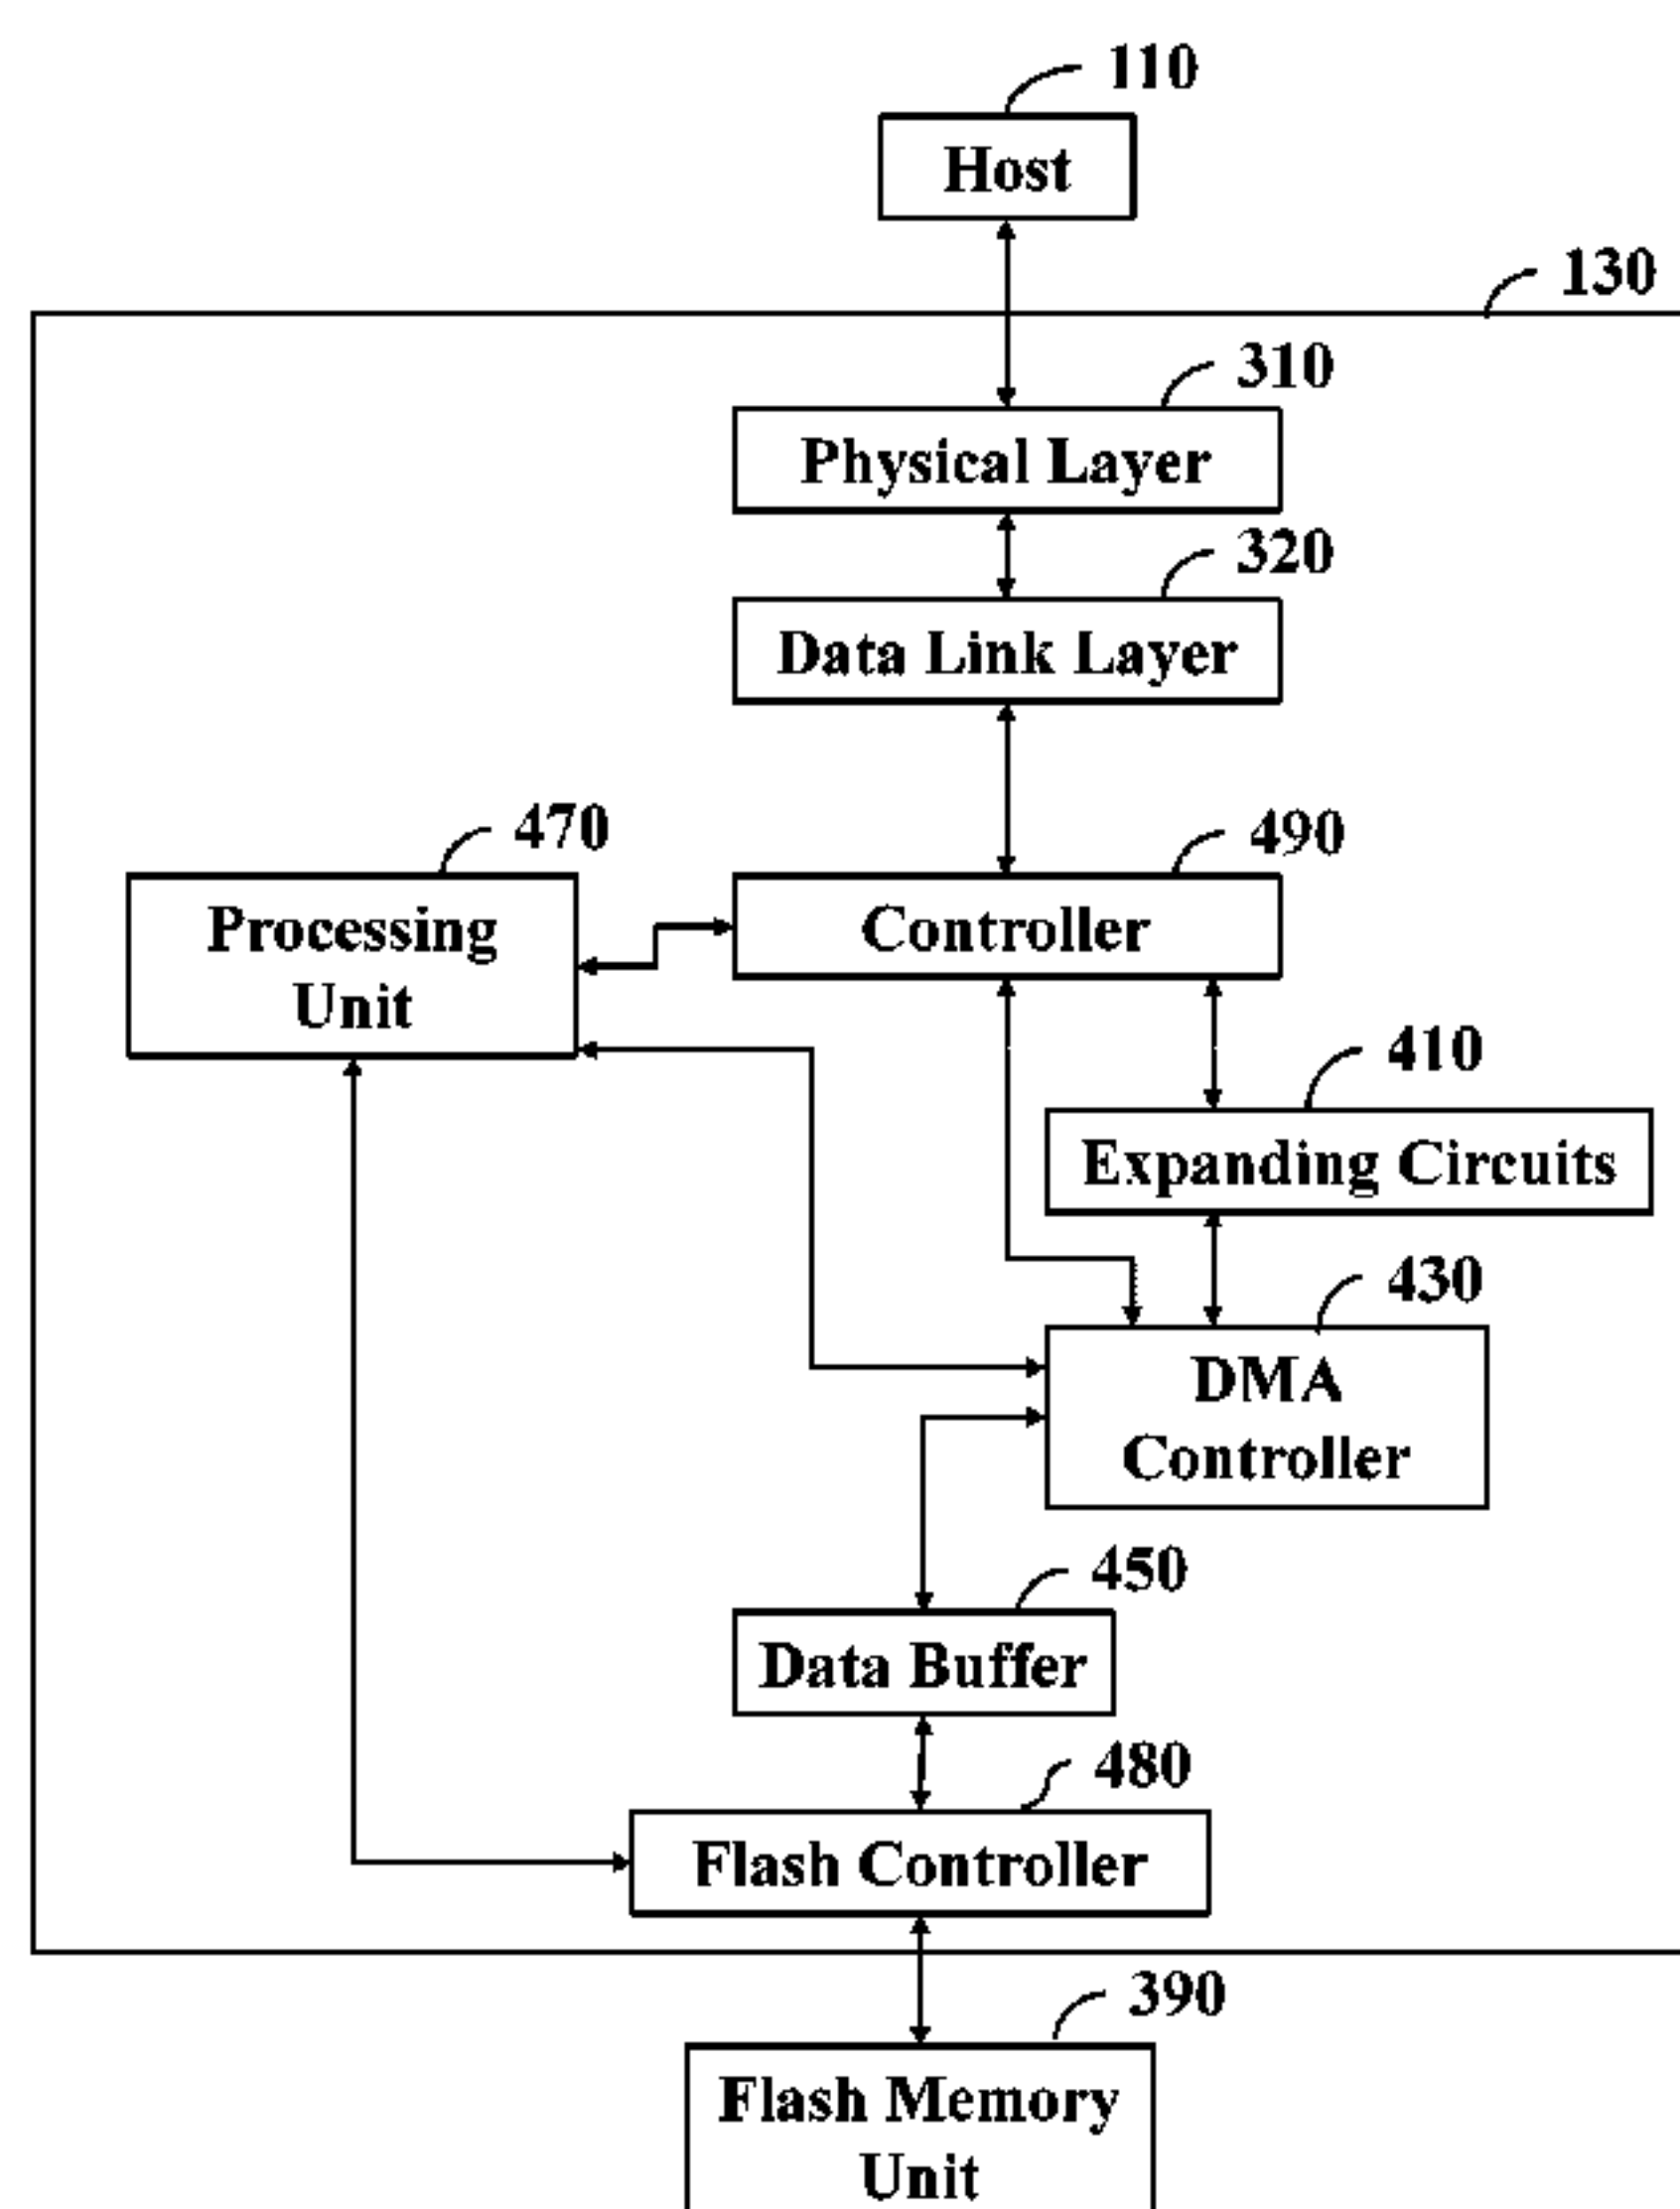 110
Host
130
310
Physical Layer
320
Data Link Layer
470
490
Processing
Unit
Controller
410
Expanding Circuits
430
DMA
Controller
450
Data Buffer
480
Flash Controller
390
Flash Memory
Unit